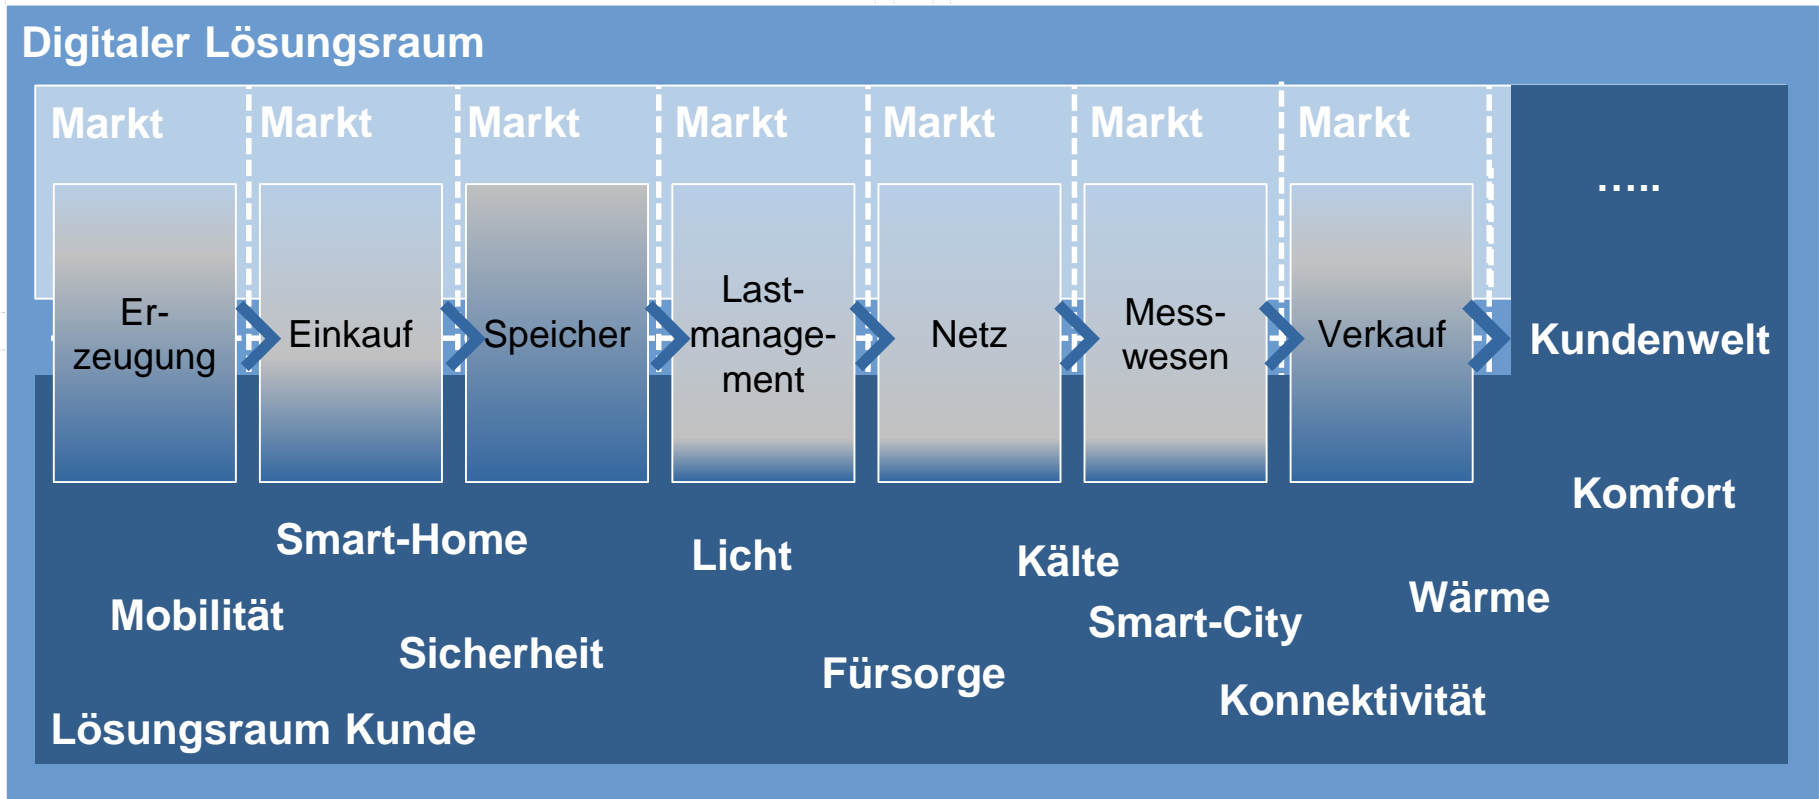 Digitaler Lösungsraum
Markt Markt Markt Markt Markt Markt Markt
.....
Er-
zeugung
Einkauf
Speicher
Last-
manage-
ment
Netz
Mess-
wesen
Verkauf
Kundenwelt
Komfort
Smart-Home
Licht
Kälte
Wärme
Mobilität
Smart-City
Sicherheit
Fürsorge
Konnektivität
Lösungsraum Kunde